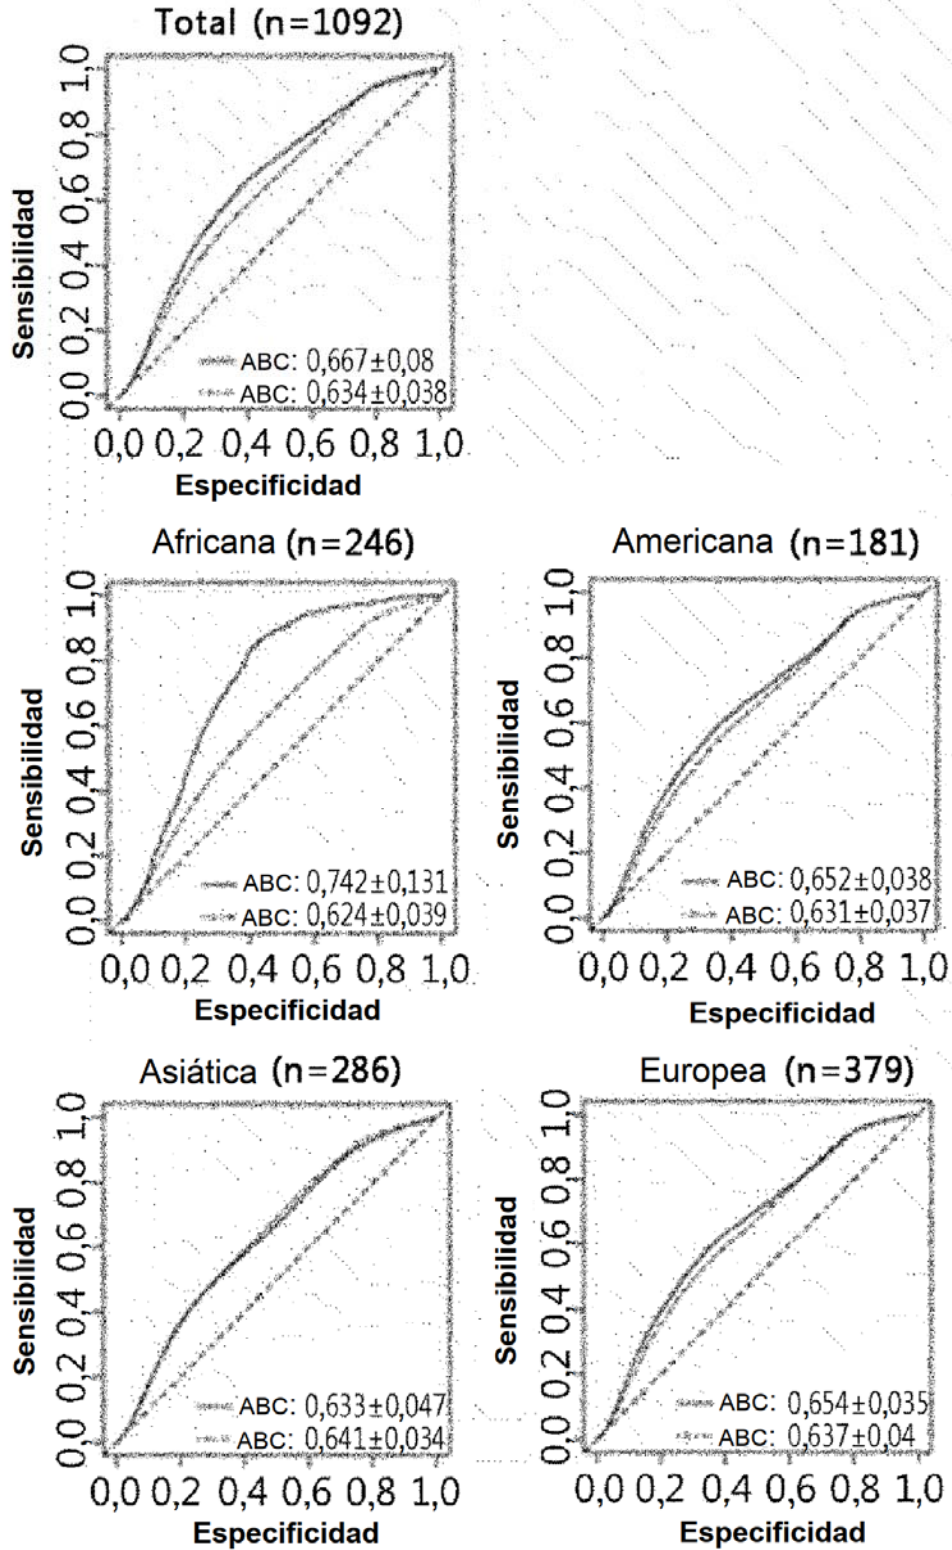 Total (n=1092)
Sensibilidad
1,0
0,8
0,6
0,4
0,2
0,0
ABC: 0,667±0,08
ABC: 0,634±0,038
0,0 0,2 0,4 0,6 0,8 1,0
Especificidad
Africana (n=246)
Sensibilidad
1,0
0,8
0,6
0,4
0,2
0,0
ABC: 0,742±0,131
ABC: 0,624±0,039
0,0 0,2 0,4 0,6 0,8 1,0
Especificidad
Americana (n=181)
Sensibilidad
1,0
0,8
0,6
0,4
0,2
0,0
ABC: 0,652±0,038
ABC: 0,631±0,037
0,0 0,2 0,4 0,6 0,8 1,0
Especificidad
Asiática (n=286)
Sensibilidad
1,0
0,8
0,6
0,4
0,2
0,0
ABC: 0,633±0,047
ABC: 0,641±0,034
0,0 0,2 0,4 0,6 0,8 1,0
Especificidad
Europea (n=379)
Sensibilidad
1,0
0,8
0,6
0,4
0,2
0,0
ABC: 0,654±0,035
ABC: 0,637±0,04
0,0 0,2 0,4 0,6 0,8 1,0
Especificidad